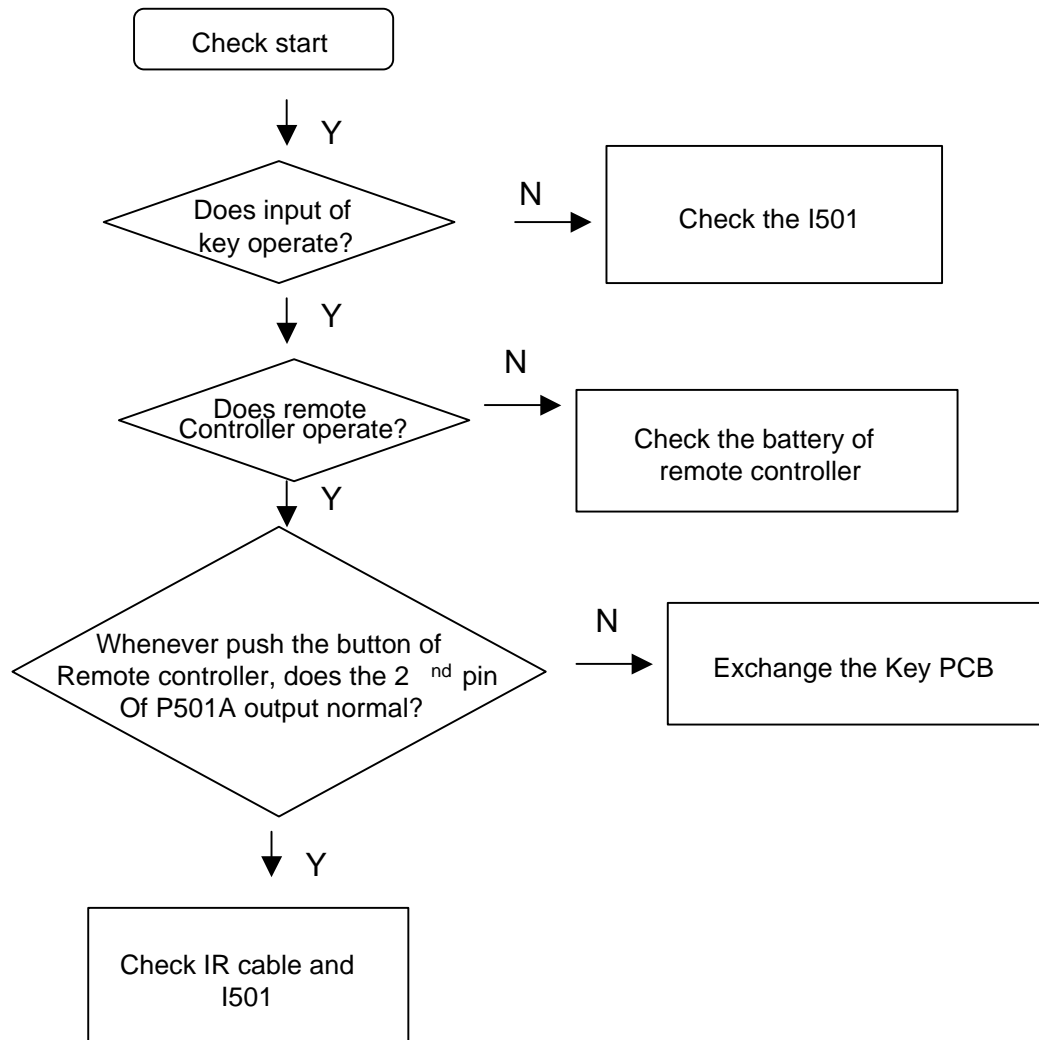 Check start
Y
Does input of
key operate?
N
Check the I501
Y
Does remote
Controller operate?
N
Check the battery of
remote controller
Y
Whenever push the button of
Remote controller, does the 2 nd pin
Of P501A output normal?
N
Exchange the Key PCB
Y
Check IR cable and
I501